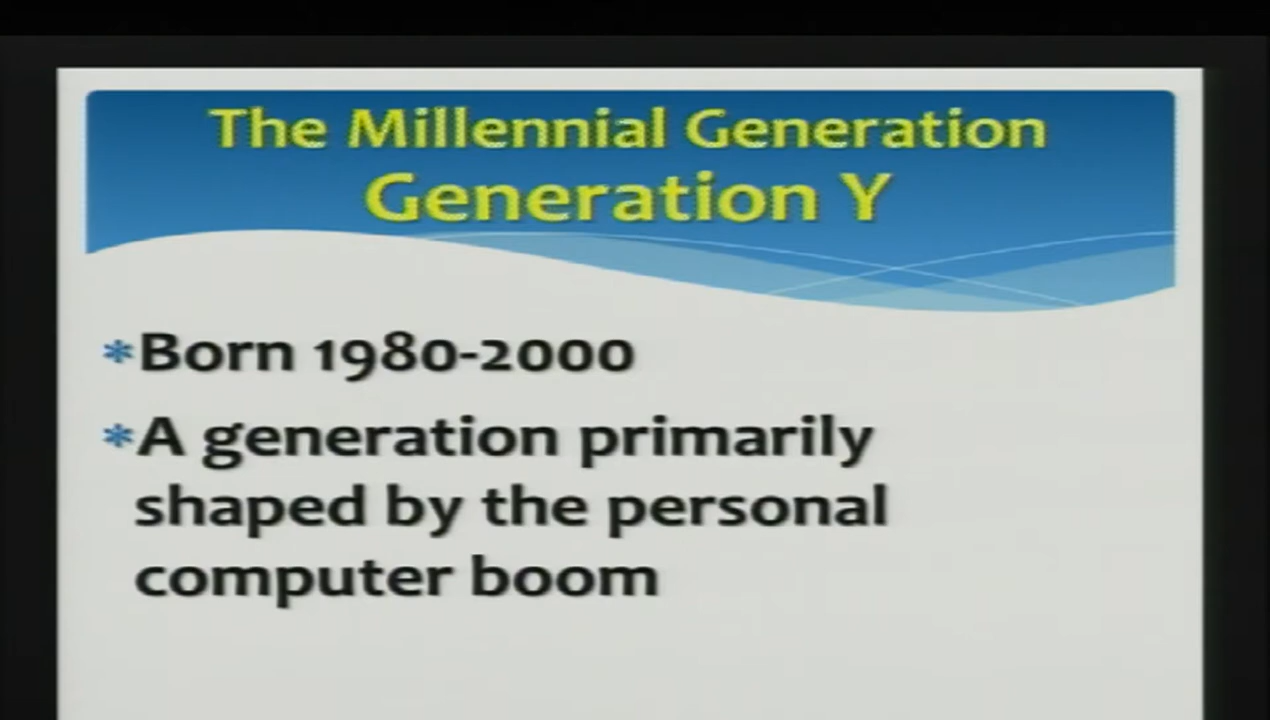 The Millennial Generation
Generation Y
*Born 1980-2000
*A generation primarily
shaped by the personal
computer boom